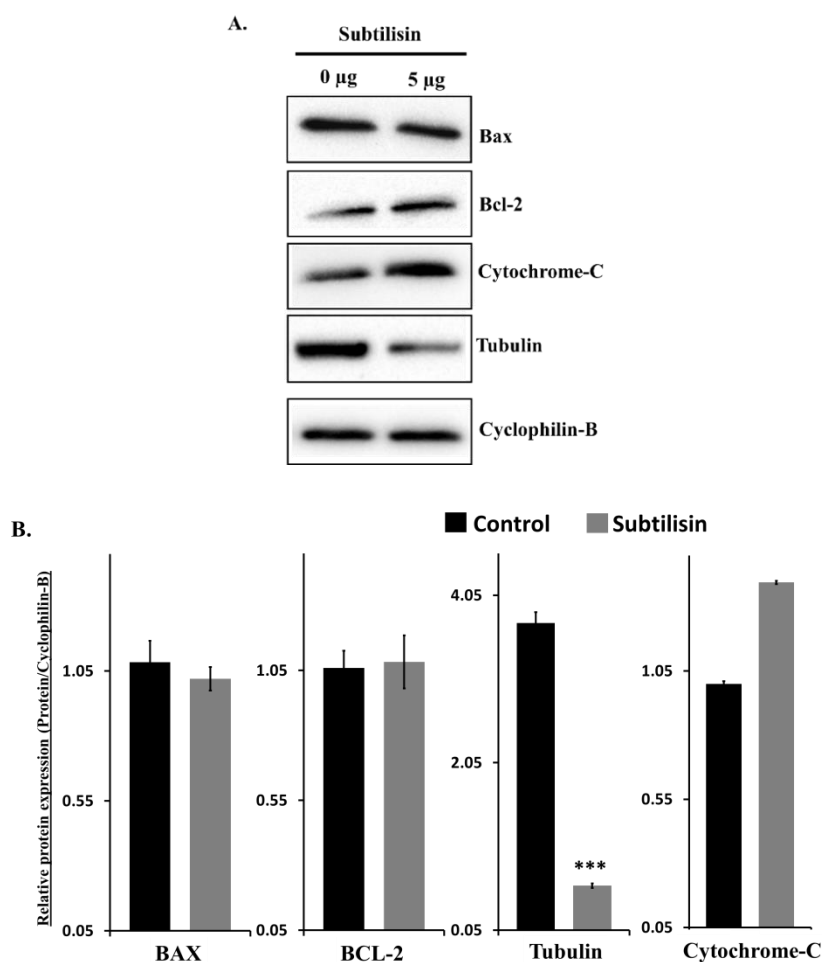 A.
Subtilisin
0 µg 5 µg
Bax
Bcl-2
Cytochrome-C
Tubulin
Cyclophilin-B
B.
Control Subtilisin
Relative protein expression (Protein/Cyclophilin-B)
1.05
0.55
0.05
BAX
1.05
0.55
0.05
BCL-2
4.05
2.05
0.05
***
Tubulin
1.05
0.55
0.05
Cytochrome-C